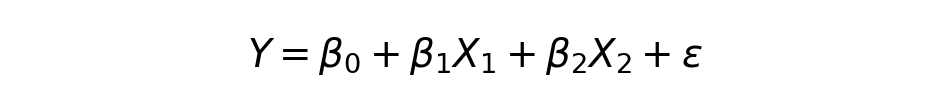 Y = β₀ + β₁X₁ + β₂X₂ + ε